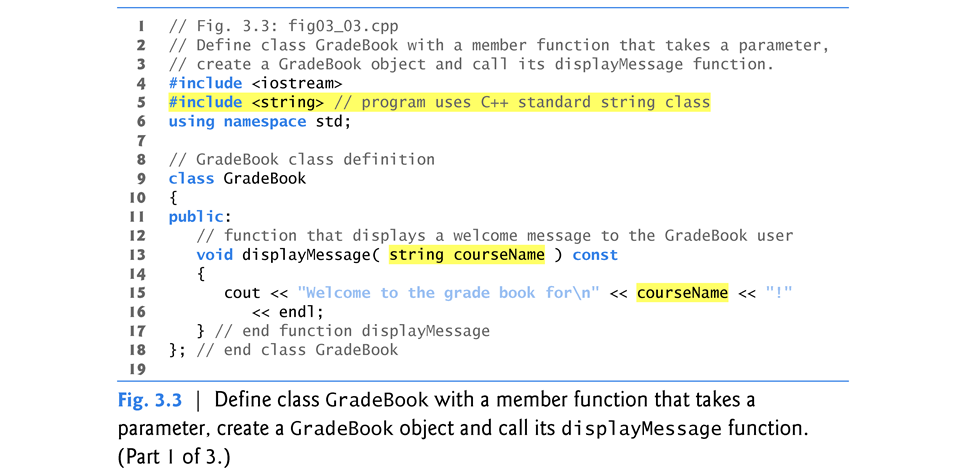 1 // Fig. 3.3: fig03_03.cpp
2 // Define class GradeBook with a member function that takes a parameter,
3 // create a GradeBook object and call its displayMessage function.
4 #include <iostream>
5 #include <string> // program uses C++ standard string class
6 using namespace std;
7
8 // GradeBook class definition
9 class GradeBook
10 {
11 public:
12 // function that displays a welcome message to the GradeBook user
13 void displayMessage( string courseName ) const
14 {
15 cout << "Welcome to the grade book for\n" << courseName << "!"
16 << endl;
17 } // end function displayMessage
18 }; // end class GradeBook
19
Fig. 3.3 | Define class GradeBook with a member function that takes a
parameter, create a GradeBook object and call its displayMessage function.
(Part 1 of 3.)